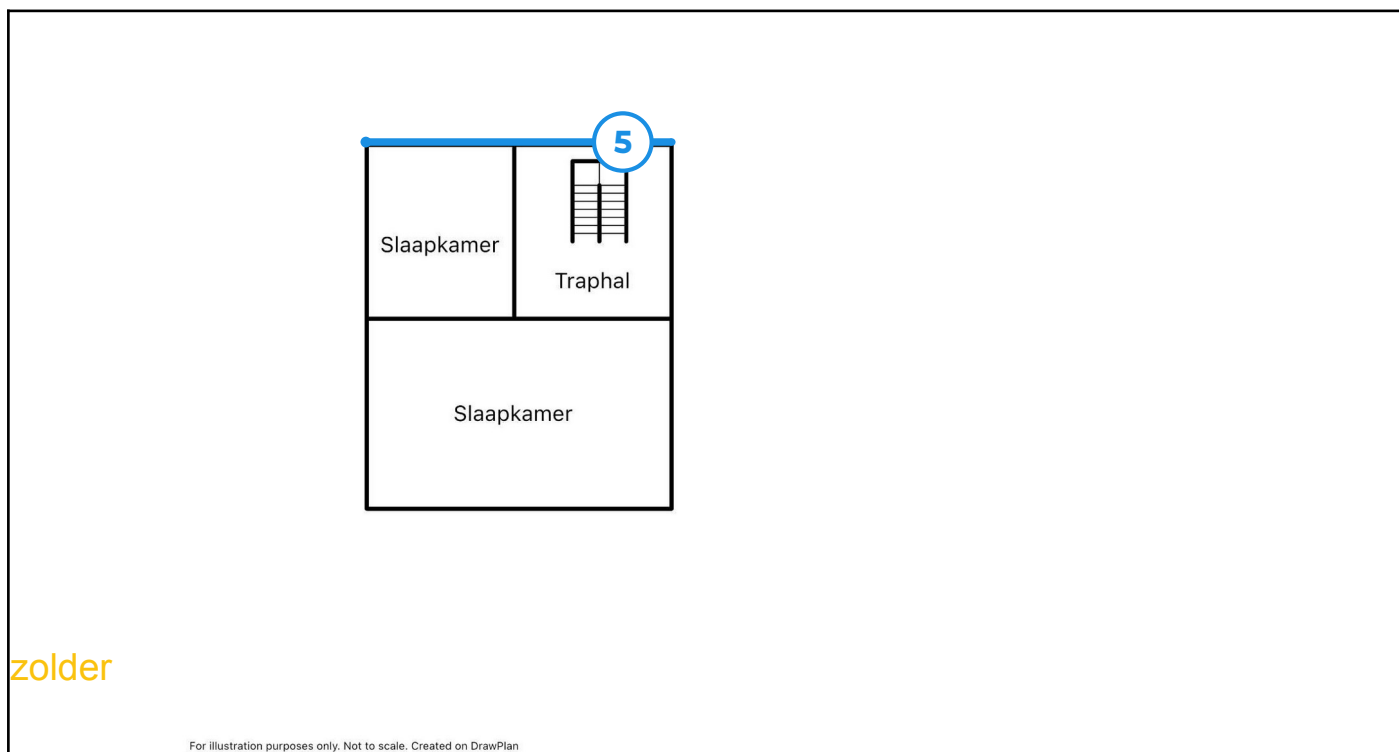 5
Slaapkamer
Traphal
Slaapkamer
zolder
For illustration purposes only. Not to scale. Created on DrawPlan